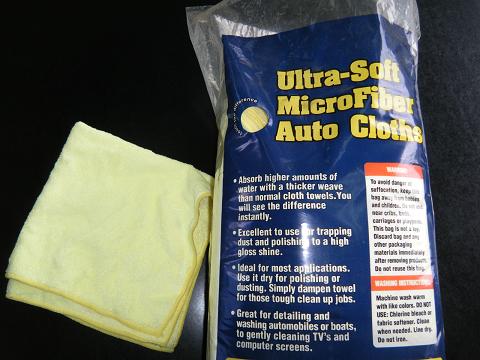 Ultra-Soft
MicroFiber
Auto Cloths
difference
• Absorb higher amounts of
water with a thicker weave
than normal cloth towels.You
will see the difference
instantly.
• Excellent to use for trapping
dust and polishing to a high
gloss shine.
• Ideal for most applications.
Use it dry for polishing or
dusting. Simply dampen towel
for those tough clean up jobs.
• Great for detailing and
washing automobiles or boats,
to gently cleaning TV's and
computer screens.
WARNING:
To avoid danger of
suffocation, keep this
bag away from babies
and children. Do not use
near cribs, beds,
carriages or playpens.
This bag is not a toy.
Discard bag and any
other packaging
materials immediately
after removing products.
Do not reuse this bag.
WASHING INSTRUCTIONS:
Machine wash warm
with like colors. DO NOT
USE: Chlorine bleach or
fabric softener. Clean
when needed. Line dry.
Do not iron.